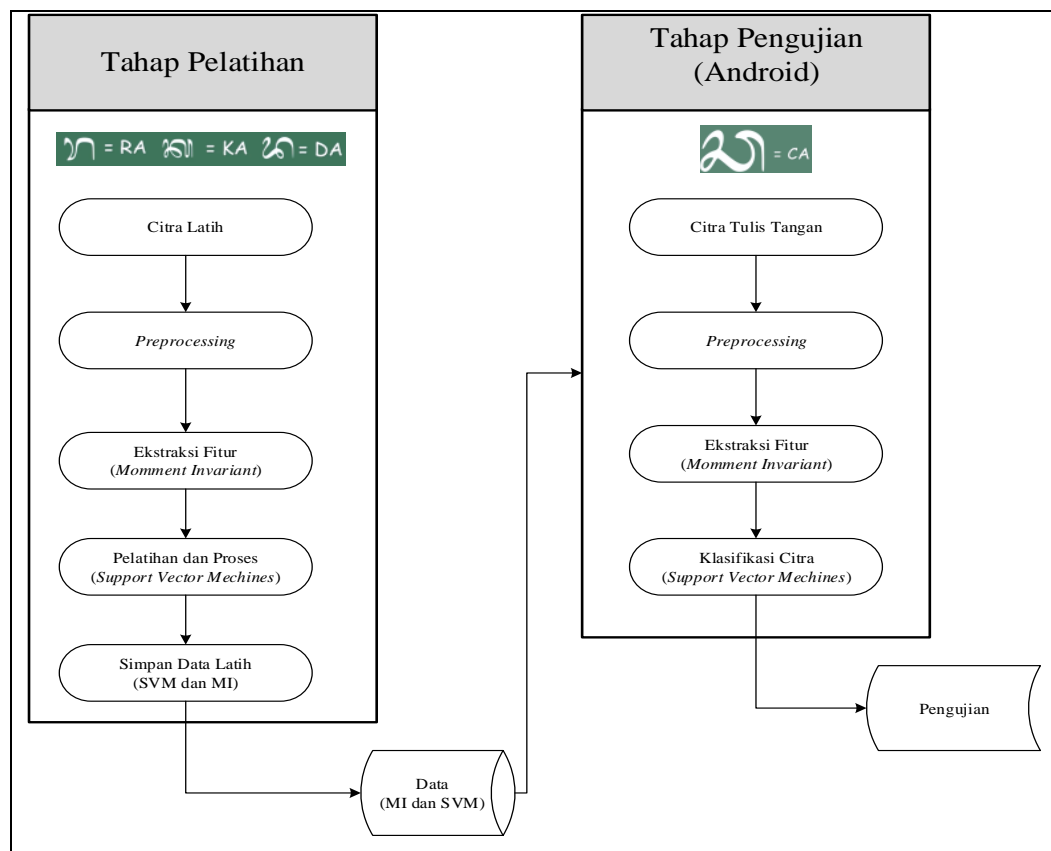 Tahap Pelatihan
ᬭ = RA ᬓ = KA ᬤ = DA
Citra Latih
Preprocessing
Ekstraksi Fitur
(Momment Invariant)
Pelatihan dan Proses
(Support Vector Mechines)
Simpan Data Latih
(SVM dan MI)
Data
(MI dan SVM)
Tahap Pengujian
(Android)
ᬘ = CA
Citra Tulis Tangan
Preprocessing
Ekstraksi Fitur
(Momment Invariant)
Klasifikasi Citra
(Support Vector Mechines)
Pengujian